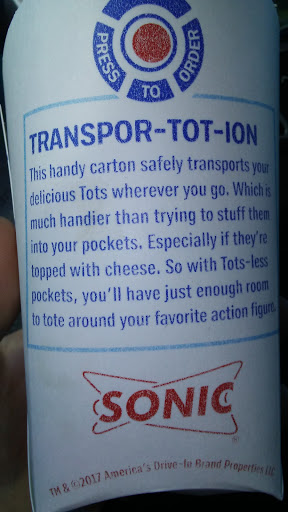 PRESS TO ORDER
TRANSPOR-TOT-ION
This handy carton safely transports your
delicious Tots wherever you go. Which is
much handier than trying to stuff them
into your pockets. Especially if they're
topped with cheese. So with Tots-less
pockets, you'll have just enough room
to tote around your favorite action figure.
SONIC
®
TM & ©2017 America's Drive-In Brand Properties LLC